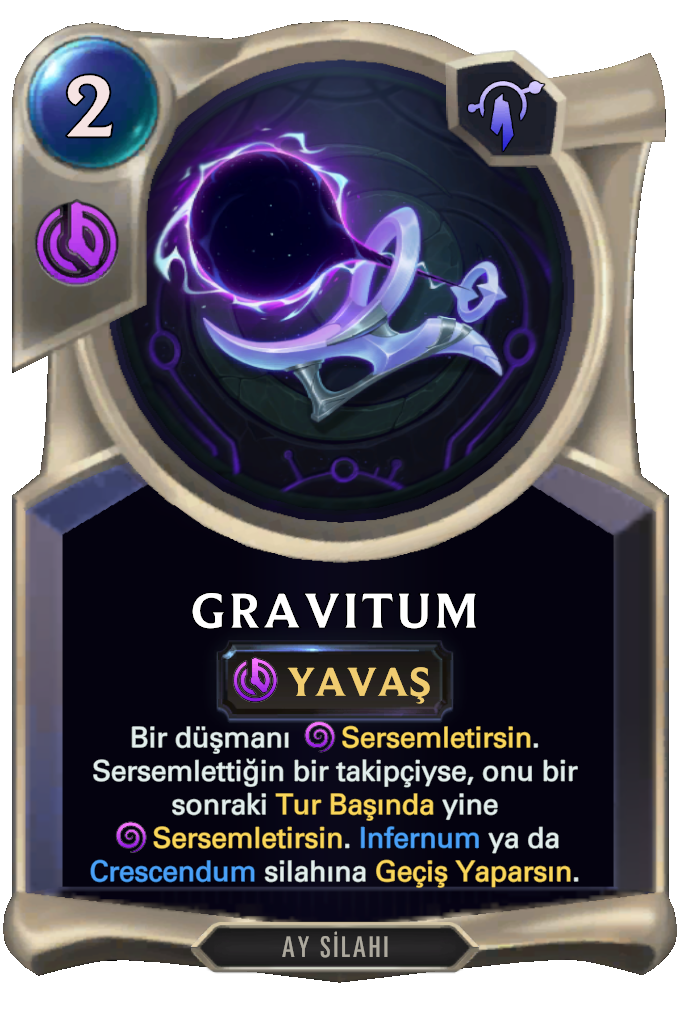 2
GRAVITUM
YAVAŞ
Bir düşmanı Sersemletirsin.
Sersemlettiğin bir takipçiyse, onu bir
sonraki Tur Başında yine
Sersemletirsin. Infernum ya da
Crescendum silahına Geçiş Yaparsın.
AY SİLAHI